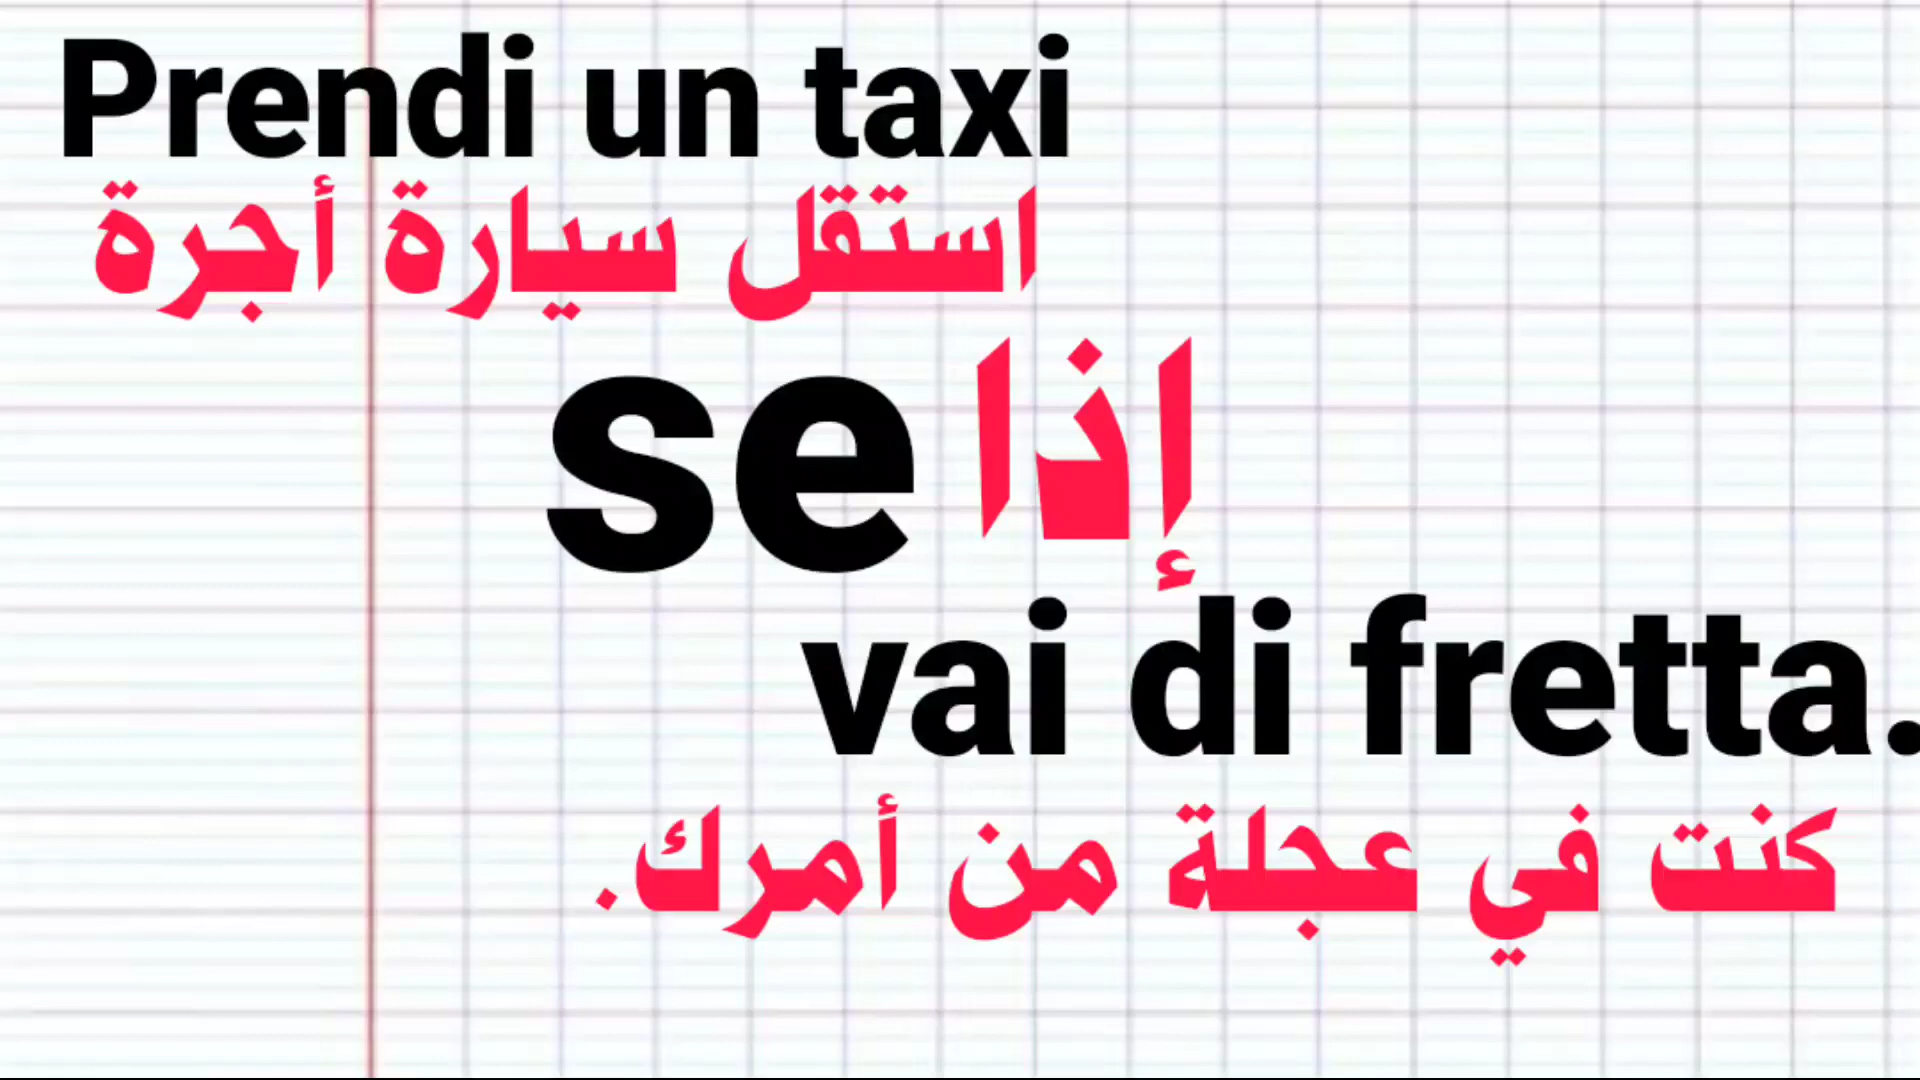 Prendi un taxi
استقل سيارة أجرة
se إذا
vai di fretta.
كنت في عجلة من أمرك.